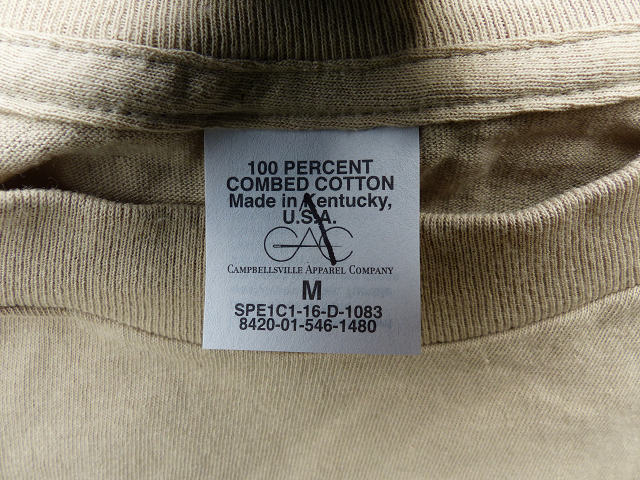 100 PERCENT
COMBED COTTON
Made in Kentucky,
U.S.A.
CAC
CAMPBELLSVILLE APPAREL COMPANY
M
SPE1C1-16-D-1083
8420-01-546-1480